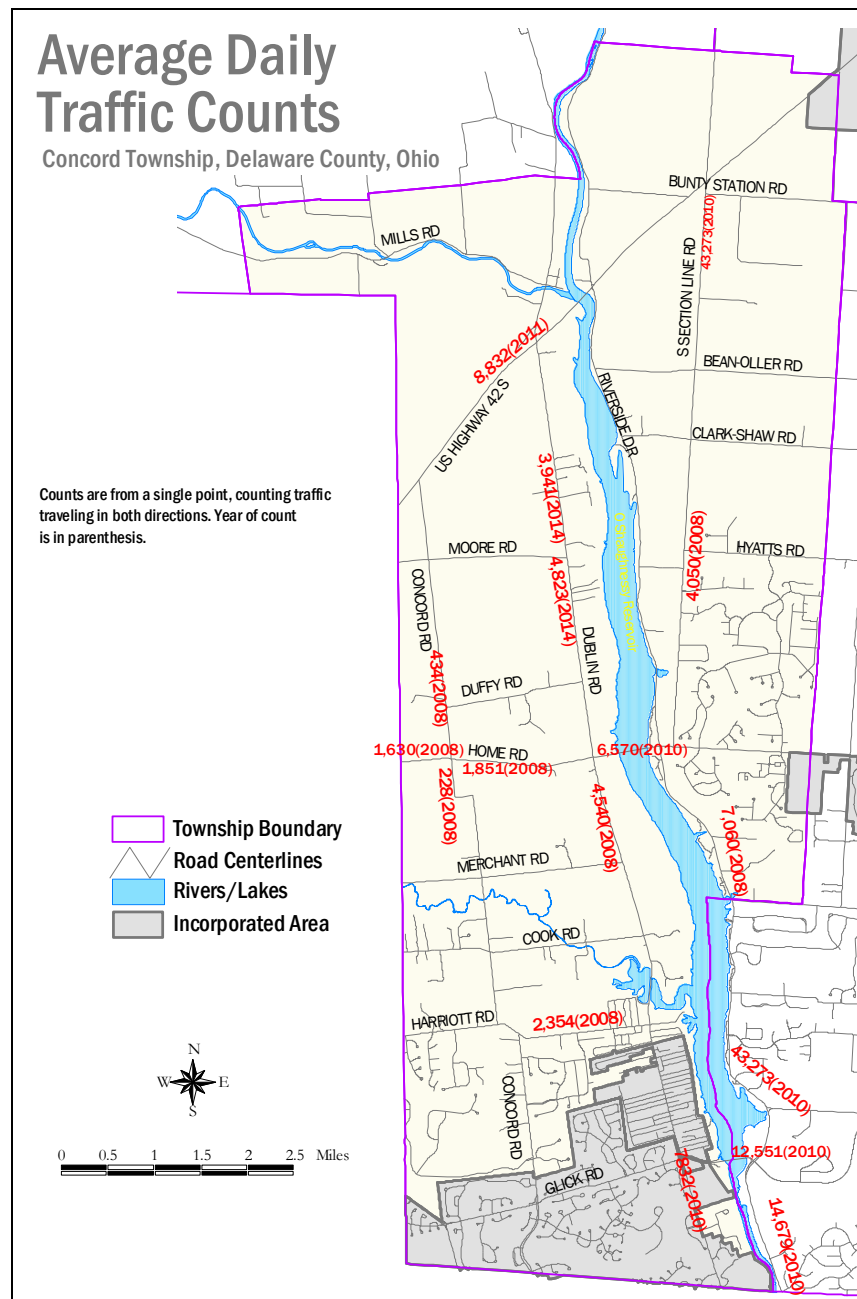 Average Daily
Traffic Counts
Concord Township, Delaware County, Ohio
BUNTY STATION RD
43,273(2010)
MILLS RD
S SECTION LINE RD
8,832(2011)
BEAN-OLLER RD
US HIGHWAY 42 S
RIVERSIDE DR
CLARK-SHAW RD
3,941(2014)
Counts are from a single point, counting traffic
traveling in both directions. Year of count
is in parenthesis.
O'Shaughnessy Reservoir
4,050(2008)
MOORE RD
HYATTS RD
4,823(2014)
CONCORD RD
DUBLIN RD
434(2008)
DUFFY RD
1,630(2008)
HOME RD
1,851(2008)
6,570(2010)
228(2008)
4,540(2008)
7,060(2008)
Township Boundary
Road Centerlines
Rivers/Lakes
Incorporated Area
MERCHANT RD
COOK RD
HARRIOTT RD
2,354(2008)
N
W
E
S
CONCORD RD
43,273(2010)
12,551(2010)
7832(2010)
GLICK RD
14,679(2010)
0 0.5 1 1.5 2 2.5 Miles